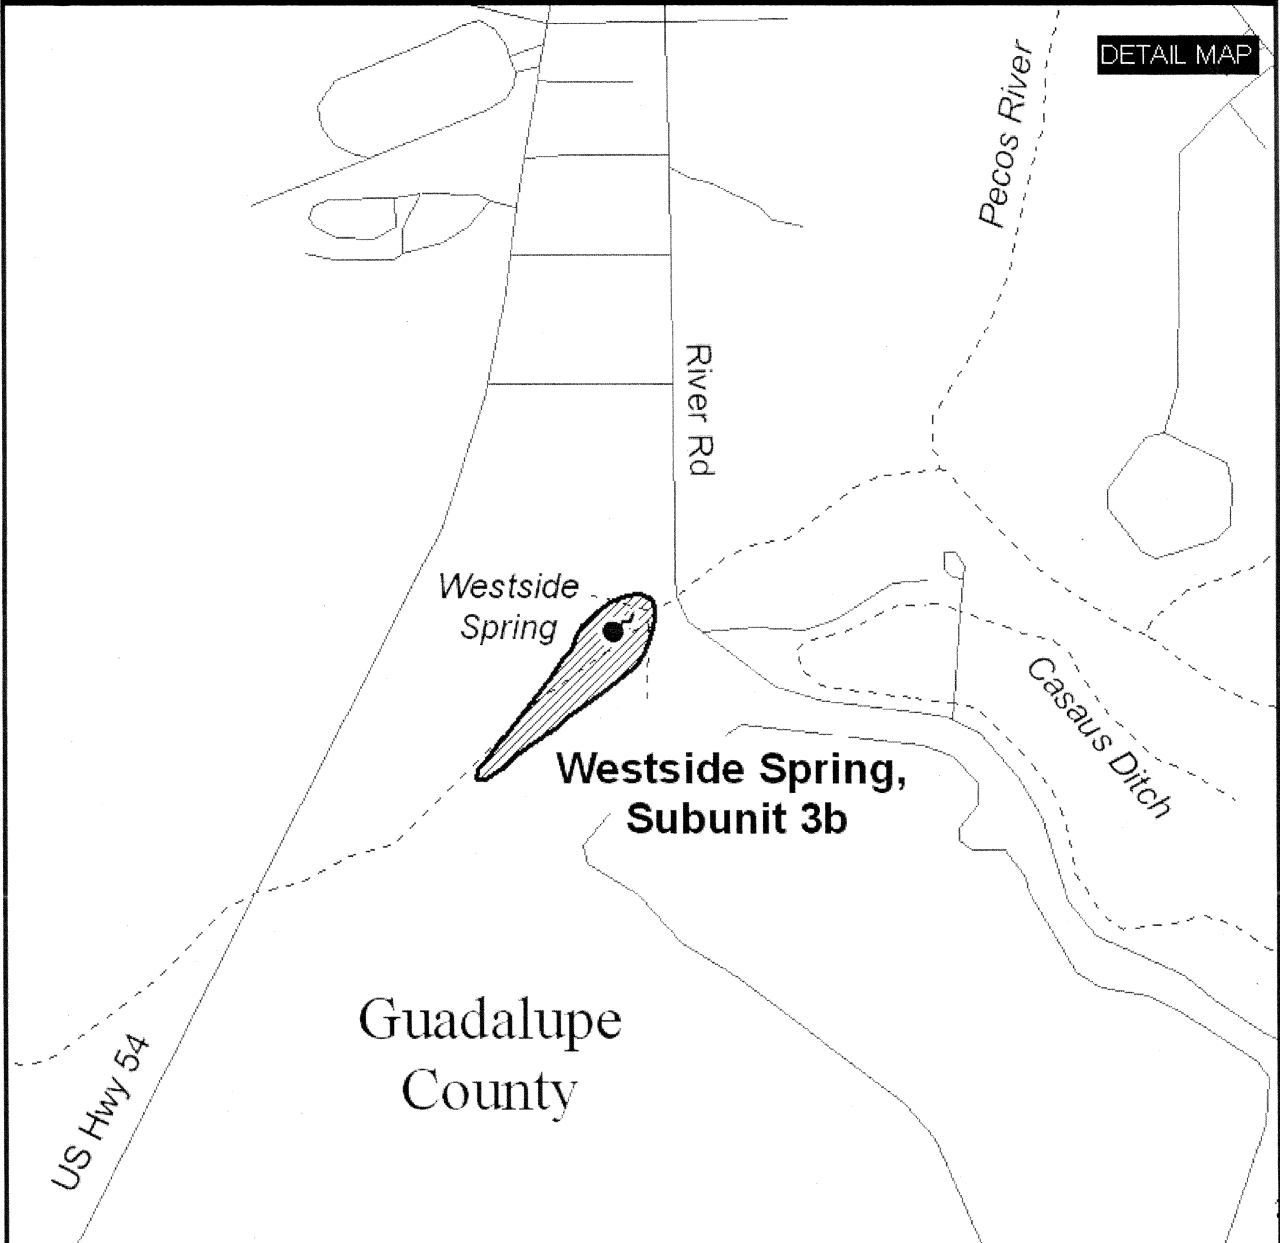 DETAIL MAP
Pecos River
River Rd
Westside
Spring
Casaus Ditch
Westside Spring,
Subunit 3b
Guadalupe
County
US Hwy 54